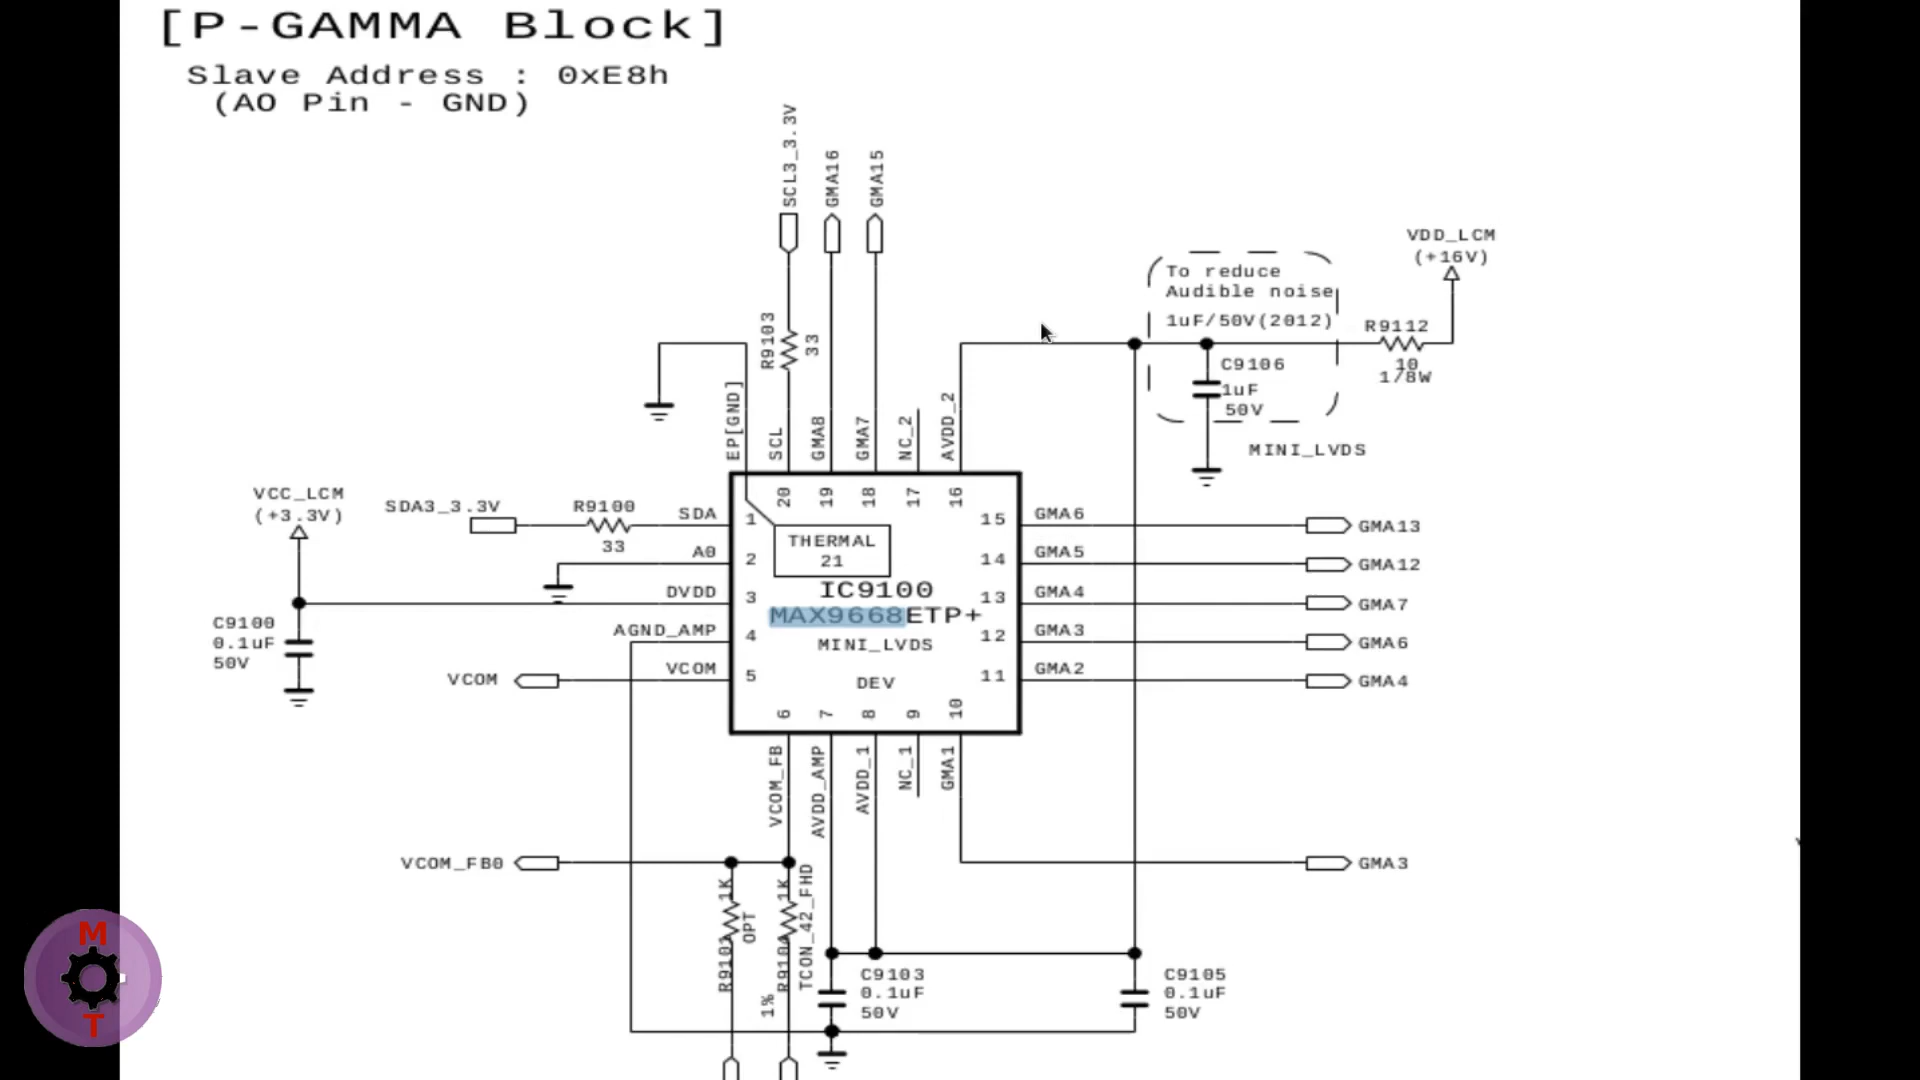 [P-GAMMA Block]
Slave Address : 0xE8h
(A0 Pin - GND)
SCL3_3.3V
GMA16
GMA15
VDD_LCM
(+16V)
To reduce
Audible noise
1uF/50V(2012)
R9112
10
1/8W
C9106
1uF
50V
MINI_LVDS
R9103
33
EP[GND]
SCL
GMA8
GMA7
NC_2
AVDD_2
20
19
18
17
16
VCC_LCM
(+3.3V)
SDA3_3.3V
R9100
33
SDA
1
A0
2
DVDD
3
AGND_AMP
4
VCOM
VCOM
5
C9100
0.1uF
50V
THERMAL
21
IC9100
MAX9668ETP+
MINI_LVDS
DEV
15
GMA6
GMA13
14
GMA5
GMA12
13
GMA4
GMA7
12
GMA3
GMA6
11
GMA2
GMA4
6
7
8
9
10
VCOM_FB
AVDD_AMP
AVDD_1
NC_1
GMA1
VCOM_FB0
GMA3
1K
OPT
1K
TCON_42_FHD
1%
C9103
0.1uF
50V
C9105
0.1uF
50V
M
T